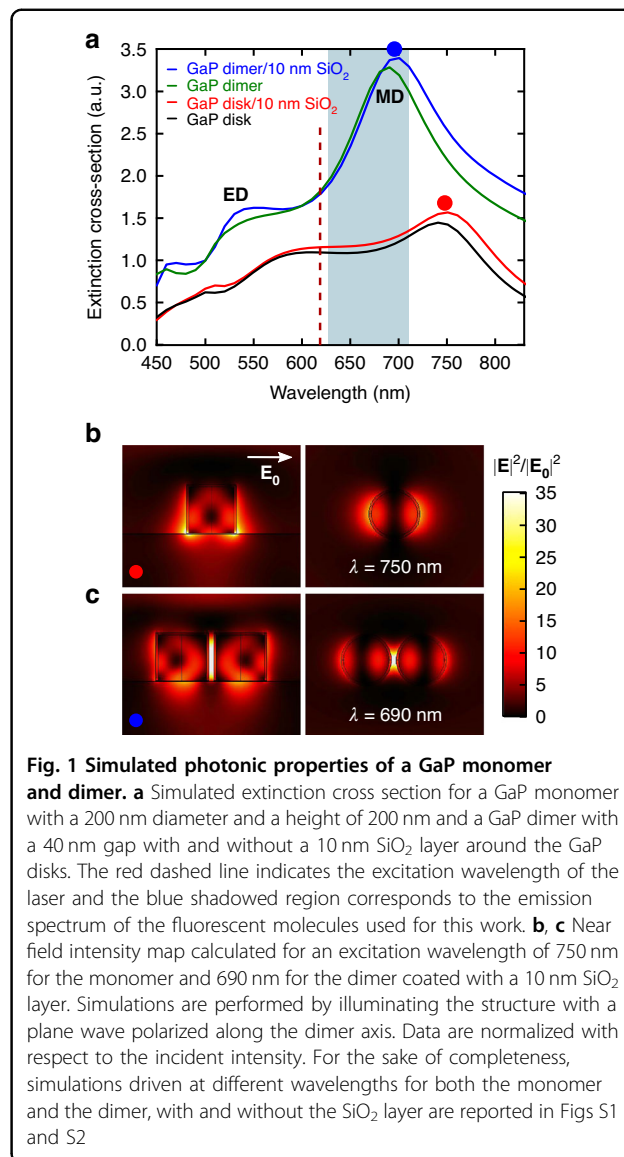 a
3.5
3.0
2.5
2.0
1.5
1.0
0.5
0.0
Extinction cross-section (a.u.)
GaP dimer/10 nm SiO₂
GaP dimer
GaP disk/10 nm SiO₂
GaP disk
MD
ED
450 500 550 600 650 700 750 800
Wavelength (nm)
b
E₀
λ = 750 nm
c
λ = 690 nm
|E|²/|E₀|²
35
30
25
20
15
10
5
0
Fig. 1 Simulated photonic properties of a GaP monomer
and dimer. a Simulated extinction cross section for a GaP monomer
with a 200 nm diameter and a height of 200 nm and a GaP dimer with
a 40 nm gap with and without a 10 nm SiO₂ layer around the GaP
disks. The red dashed line indicates the excitation wavelength of the
laser and the blue shadowed region corresponds to the emission
spectrum of the fluorescent molecules used for this work. b, c Near
field intensity map calculated for an excitation wavelength of 750 nm
for the monomer and 690 nm for the dimer coated with a 10 nm SiO₂
layer. Simulations are performed by illuminating the structure with a
plane wave polarized along the dimer axis. Data are normalized with
respect to the incident intensity. For the sake of completeness,
simulations driven at different wavelengths for both the monomer
and the dimer, with and without the SiO₂ layer are reported in Figs S1
and S2